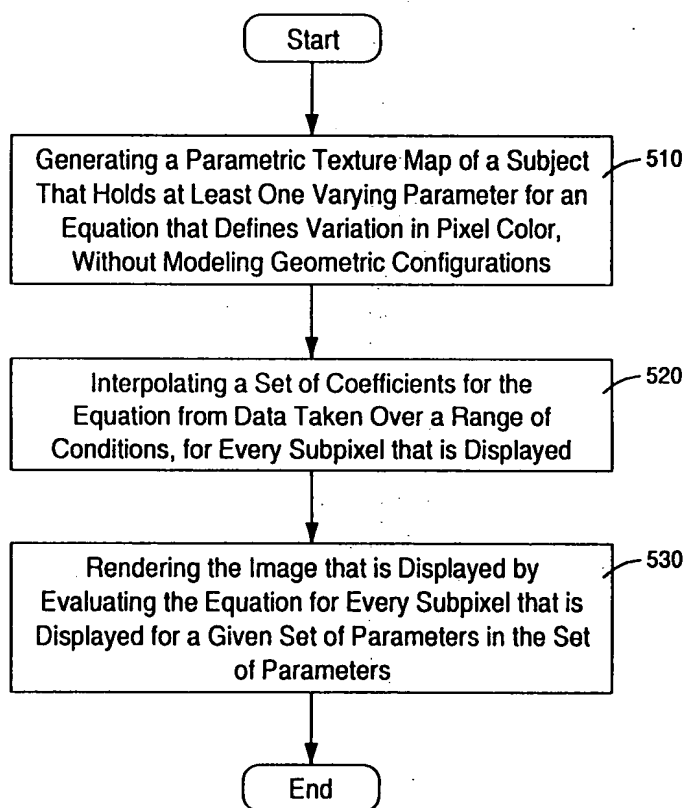 Start
Generating a Parametric Texture Map of a Subject
That Holds at Least One Varying Parameter for an
Equation that Defines Variation in Pixel Color,
Without Modeling Geometric Configurations
510
Interpolating a Set of Coefficients for the
Equation from Data Taken Over a Range of
Conditions, for Every Subpixel that is Displayed
520
Rendering the Image that is Displayed by
Evaluating the Equation for Every Subpixel that is
Displayed for a Given Set of Parameters in the Set
of Parameters
530
End